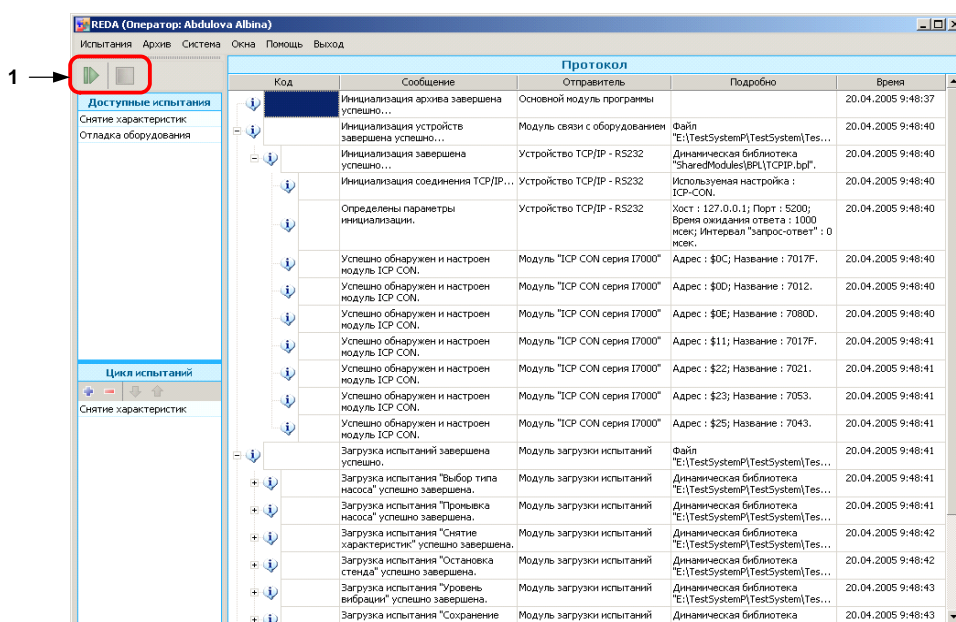 REDA (Оператор: Abdulova Albina)
Испытания Архив Система Окна Помощь Выход
1
Протокол
Код Сообщение Отправитель Подробно Время
Доступные испытания
Снятие характеристик
Отладка оборудования
Цикл испытаний
Снятие характеристик
Инициализация архива завершена
успешно...
Основной модуль программы
20.04.2005 9:48:37
Инициализация устройств
завершена успешно...
Модуль связи с оборудованием
Файл
"E:\TestSystemP\TestSystem\Tes...
20.04.2005 9:48:40
Инициализация завершена
успешно...
Устройство TCP/IP - RS232
Динамическая библиотека
"SharedModules\BPL\TCPIP.bpl".
20.04.2005 9:48:40
Инициализация соединения TCP/IP...
Устройство TCP/IP - RS232
Используемая настройка :
ICP-CON.
20.04.2005 9:48:40
Определены параметры
инициализации.
Устройство TCP/IP - RS232
Хост : 127.0.0.1; Порт : 5200;
Время ожидания ответа : 1000
мсек; Интервал "запрос-ответ" : 0
мсек.
20.04.2005 9:48:40
Успешно обнаружен и настроен
модуль ICP CON.
Модуль "ICP CON серия I7000"
Адрес : $0C; Название : 7017F.
20.04.2005 9:48:40
Успешно обнаружен и настроен
модуль ICP CON.
Модуль "ICP CON серия I7000"
Адрес : $0D; Название : 7012.
20.04.2005 9:48:40
Успешно обнаружен и настроен
модуль ICP CON.
Модуль "ICP CON серия I7000"
Адрес : $0E; Название : 7080D.
20.04.2005 9:48:40
Успешно обнаружен и настроен
модуль ICP CON.
Модуль "ICP CON серия I7000"
Адрес : $11; Название : 7017F.
20.04.2005 9:48:41
Успешно обнаружен и настроен
модуль ICP CON.
Модуль "ICP CON серия I7000"
Адрес : $22; Название : 7021.
20.04.2005 9:48:41
Успешно обнаружен и настроен
модуль ICP CON.
Модуль "ICP CON серия I7000"
Адрес : $23; Название : 7053.
20.04.2005 9:48:41
Успешно обнаружен и настроен
модуль ICP CON.
Модуль "ICP CON серия I7000"
Адрес : $25; Название : 7043.
20.04.2005 9:48:41
Загрузка испытаний завершена
успешно.
Модуль загрузки испытаний
Файл
"E:\TestSystemP\TestSystem\Tes...
20.04.2005 9:48:41
Загрузка испытания "Выбор типа
насоса" успешно завершена.
Модуль загрузки испытаний
Динамическая библиотека
"E:\TestSystemP\TestSystem\Tes...
20.04.2005 9:48:41
Загрузка испытания "Промывка
насоса" успешно завершена.
Модуль загрузки испытаний
Динамическая библиотека
"E:\TestSystemP\TestSystem\Tes...
20.04.2005 9:48:41
Загрузка испытания "Снятие
характеристик" успешно завершена.
Модуль загрузки испытаний
Динамическая библиотека
"E:\TestSystemP\TestSystem\Tes...
20.04.2005 9:48:42
Загрузка испытания "Остановка
стенда" успешно завершена.
Модуль загрузки испытаний
Динамическая библиотека
"E:\TestSystemP\TestSystem\Tes...
20.04.2005 9:48:42
Загрузка испытания "Уровень
вибрации" успешно завершена.
Модуль загрузки испытаний
Динамическая библиотека
"E:\TestSystemP\TestSystem\Tes...
20.04.2005 9:48:43
Загрузка испытания "Сохранение
Модуль загрузки испытаний
Динамическая библиотека
20.04.2005 9:48:43